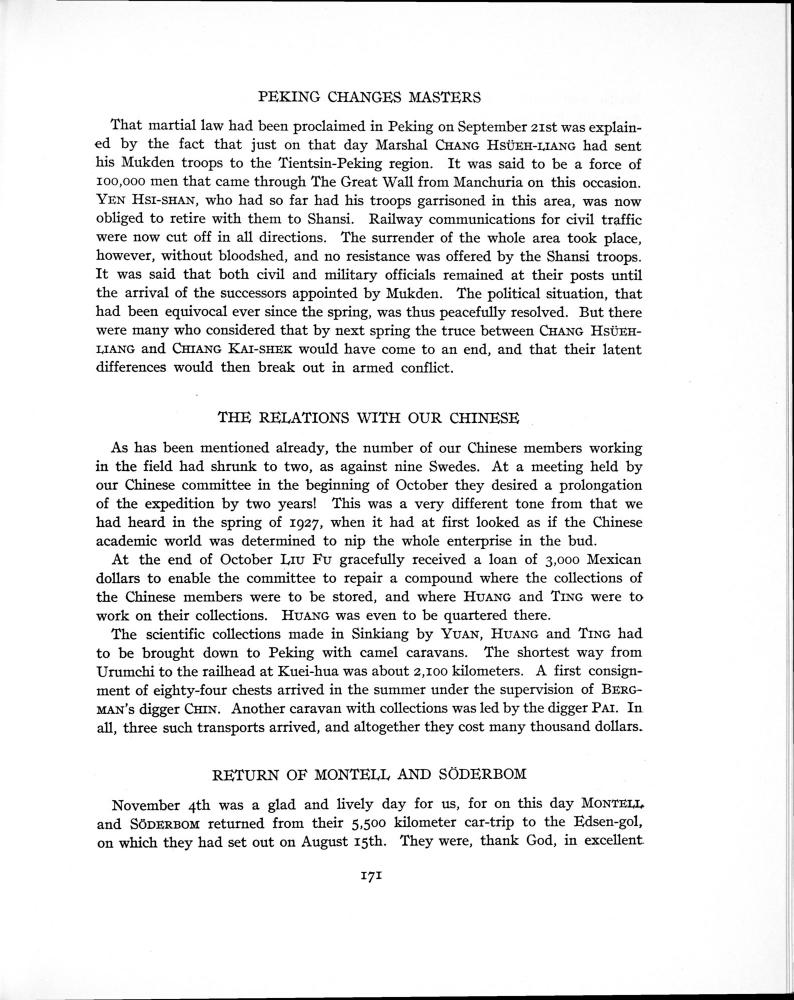 PEKING CHANGES MASTERS
That martial law had been proclaimed in Peking on September 21st was explain-
ed by the fact that just on that day Marshal CHANG HSÜEH-LIANG had sent
his Mukden troops to the Tientsin-Peking region. It was said to be a force of
100,000 men that came through The Great Wall from Manchuria on this occasion.
YEN HSI-SHAN, who had so far had his troops garrisoned in this area, was now
obliged to retire with them to Shansi. Railway communications for civil traffic
were now cut off in all directions. The surrender of the whole area took place,
however, without bloodshed, and no resistance was offered by the Shansi troops.
It was said that both civil and military officials remained at their posts until
the arrival of the successors appointed by Mukden. The political situation, that
had been equivocal ever since the spring, was thus peacefully resolved. But there
were many who considered that by next spring the truce between CHANG HSÜEH-
LIANG and CHIANG KAI-SHEK would have come to an end, and that their latent
differences would then break out in armed conflict.
THE RELATIONS WITH OUR CHINESE
As has been mentioned already, the number of our Chinese members working
in the field had shrunk to two, as against nine Swedes. At a meeting held by
our Chinese committee in the beginning of October they desired a prolongation
of the expedition by two years! This was a very different tone from that we
had heard in the spring of 1927, when it had at first looked as if the Chinese
academic world was determined to nip the whole enterprise in the bud.
At the end of October LIU FU gracefully received a loan of 3,000 Mexican
dollars to enable the committee to repair a compound where the collections of
the Chinese members were to be stored, and where HUANG and TING were to
work on their collections. HUANG was even to be quartered there.
The scientific collections made in Sinkiang by YUAN, HUANG and TING had
to be brought down to Peking with camel caravans. The shortest way from
Urumchi to the railhead at Kuei-hua was about 2,100 kilometers. A first consign-
ment of eighty-four chests arrived in the summer under the supervision of BERG-
MAN's digger CHIN. Another caravan with collections was led by the digger PAI. In
all, three such transports arrived, and altogether they cost many thousand dollars.
RETURN OF MONTELL AND SÖDERBOM
November 4th was a glad and lively day for us, for on this day MONTELL
and SÖDERBOM returned from their 5,500 kilometer car-trip to the Edsen-gol,
on which they had set out on August 15th. They were, thank God, in excellent
171